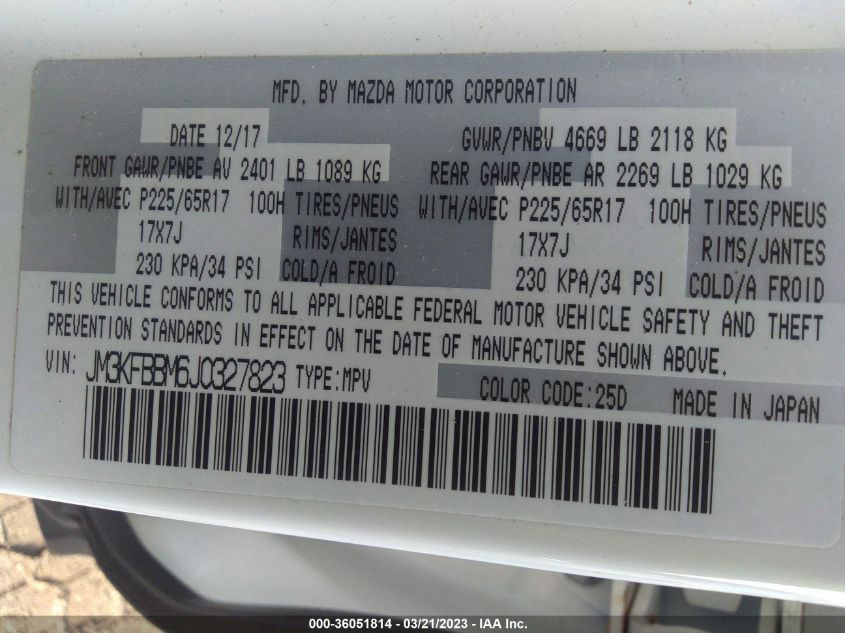 MFD. BY MAZDA MOTOR CORPORATION
DATE 12/17 GVWR/PNBV 4669 LB 2118 KG
FRONT GAWR/PNBE AV 2401 LB 1089 KG REAR GAWR/PNBE AR 2269 LB 1029 KG
WITH/AVEC P225/65R17 100H TIRES/PNEUS WITH/AVEC P225/65R17 100H TIRES/PNEUS
17X7J RIMS/JANTES 17X7J RIMS/JANTES
230 KPA/34 PSI COLD/A FROID 230 KPA/34 PSI COLD/A FROID
THIS VEHICLE CONFORMS TO ALL APPLICABLE FEDERAL MOTOR VEHICLE SAFETY AND THEFT
PREVENTION STANDARDS IN EFFECT ON THE DATE OF MANUFACTURE SHOWN ABOVE.
VIN: JM3KFBBM6J0327823 TYPE:MPV COLOR CODE:25D MADE IN JAPAN
000-36051814 — 03/21/2023 — IAA Inc.